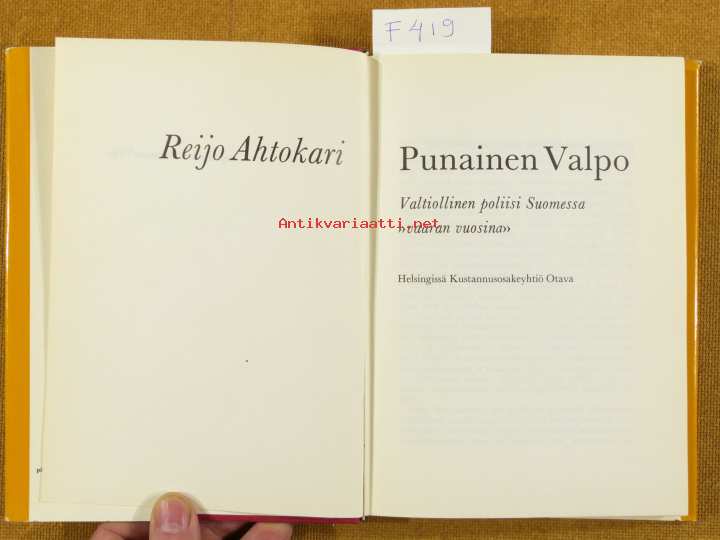 F419
Reijo Ahtokari
Punainen Valpo
Valtiollinen poliisi Suomessa
»vaaran vuosina»
Antikvariaatti.net
Helsingissä Kustannusosakeyhtiö Otava